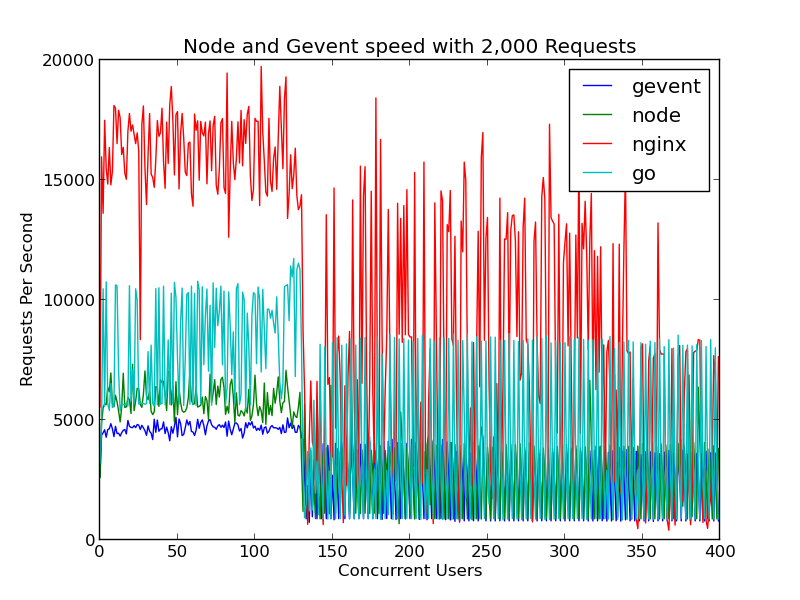 Node and Gevent speed with 2,000 Requests
20000
15000
10000
5000
0
Requests Per Second
gevent
node
nginx
go
0 50 100 150 200 250 300 350 400
Concurrent Users